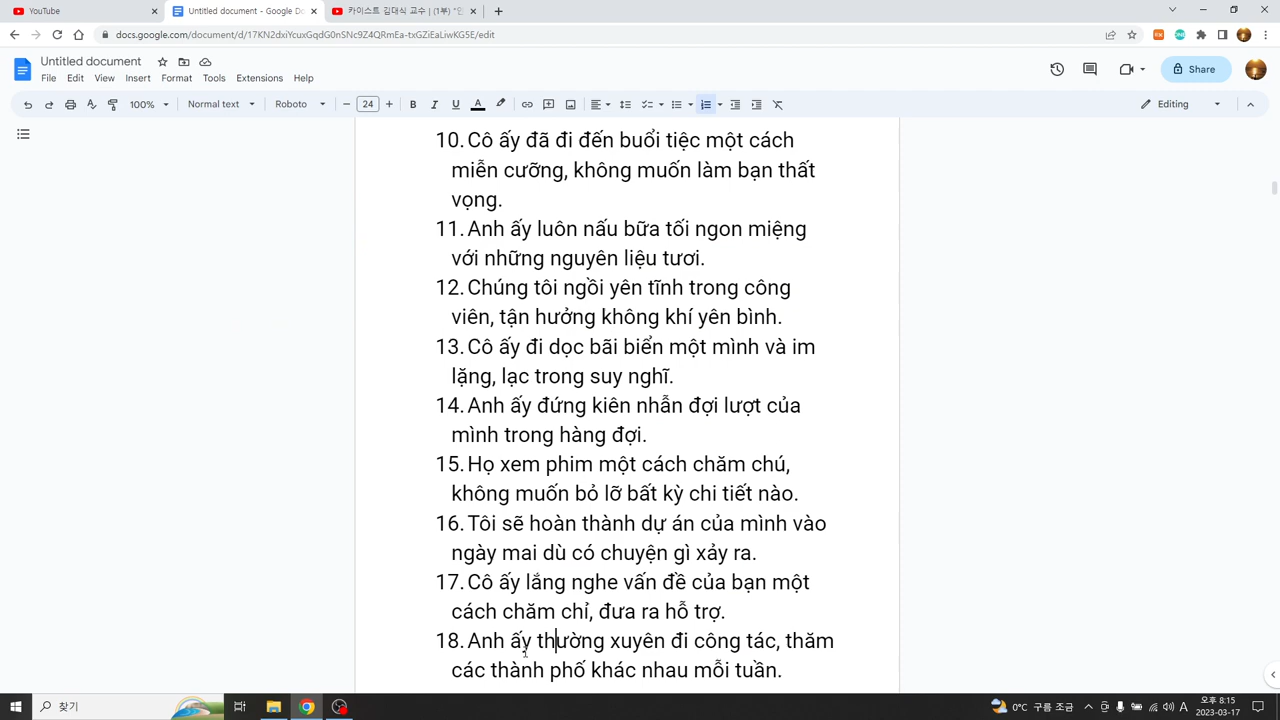 YouTube
Untitled document - Google Do
카이스트 김대식 교수 | (1부) "인
docs.google.com/document/d/17KN2dxiYcuxGqdG0nSNc9Z4QRmEa-txGZiEaLiwKG5E/edit
Untitled document
File Edit View Insert Format Tools Extensions Help
Share
100% Normal text Roboto 24 Editing
10. Cô ấy đã đi đến buổi tiệc một cách
miễn cưỡng, không muốn làm bạn thất
vọng.
11. Anh ấy luôn nấu bữa tối ngon miệng
với những nguyên liệu tươi.
12. Chúng tôi ngồi yên tĩnh trong công
viên, tận hưởng không khí yên bình.
13. Cô ấy đi dọc bãi biển một mình và im
lặng, lạc trong suy nghĩ.
14. Anh ấy đứng kiên nhẫn đợi lượt của
mình trong hàng đợi.
15. Họ xem phim một cách chăm chú,
không muốn bỏ lỡ bất kỳ chi tiết nào.
16. Tôi sẽ hoàn thành dự án của mình vào
ngày mai dù có chuyện gì xảy ra.
17. Cô ấy lắng nghe vấn đề của bạn một
cách chăm chỉ, đưa ra hỗ trợ.
18. Anh ấy thường xuyên đi công tác, thăm
các thành phố khác nhau mỗi tuần.
찾기
0°C 구름 조금
A
오후 8:15
2023-03-17